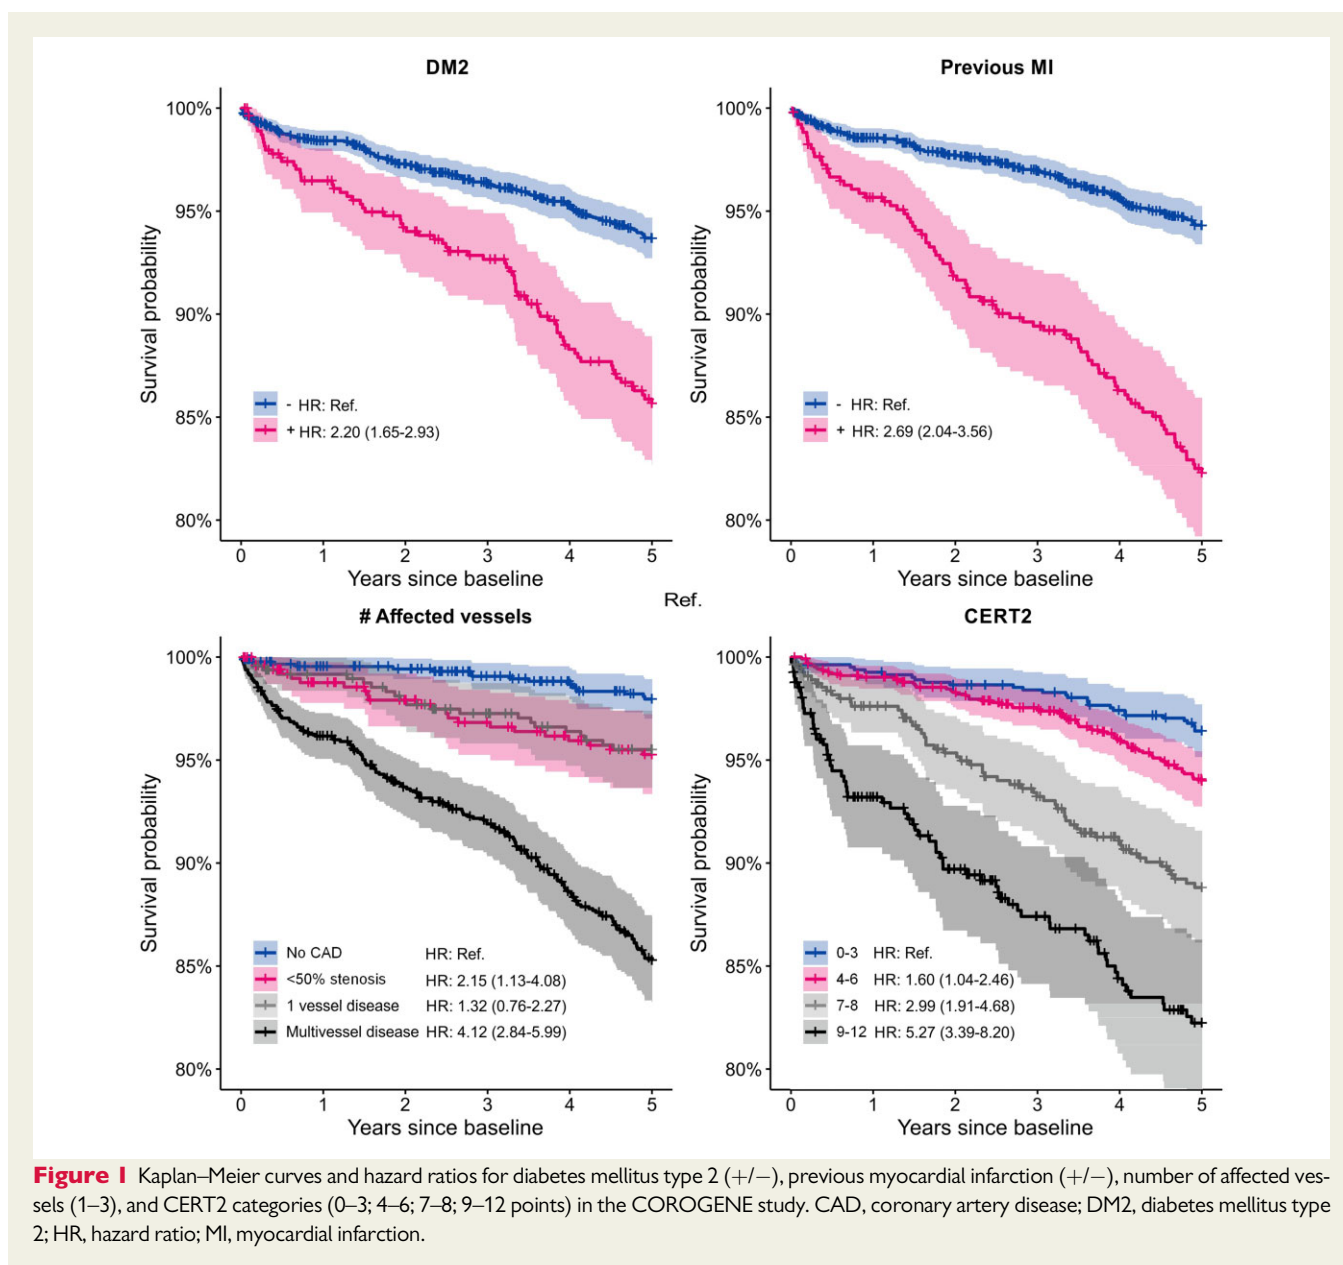 DM2
100%
95%
90%
85%
80%
Survival probability
- HR: Ref.
+ HR: 2.20 (1.65-2.93)
0 1 2 3 4 5
Years since baseline
Previous MI
100%
95%
90%
85%
80%
Survival probability
- HR: Ref.
+ HR: 2.69 (2.04-3.56)
0 1 2 3 4 5
Years since baseline
Ref.
# Affected vessels
100%
95%
90%
85%
80%
Survival probability
No CAD HR: Ref.
<50% stenosis HR: 2.15 (1.13-4.08)
1 vessel disease HR: 1.32 (0.76-2.27)
Multivessel disease HR: 4.12 (2.84-5.99)
0 1 2 3 4 5
Years since baseline
CERT2
100%
95%
90%
85%
80%
Survival probability
0-3 HR: Ref.
4-6 HR: 1.60 (1.04-2.46)
7-8 HR: 2.99 (1.91-4.68)
9-12 HR: 5.27 (3.39-8.20)
0 1 2 3 4 5
Years since baseline
Figure 1 Kaplan–Meier curves and hazard ratios for diabetes mellitus type 2 (+/−), previous myocardial infarction (+/−), number of affected ves-
sels (1–3), and CERT2 categories (0–3; 4–6; 7–8; 9–12 points) in the COROGENE study. CAD, coronary artery disease; DM2, diabetes mellitus type
2; HR, hazard ratio; MI, myocardial infarction.